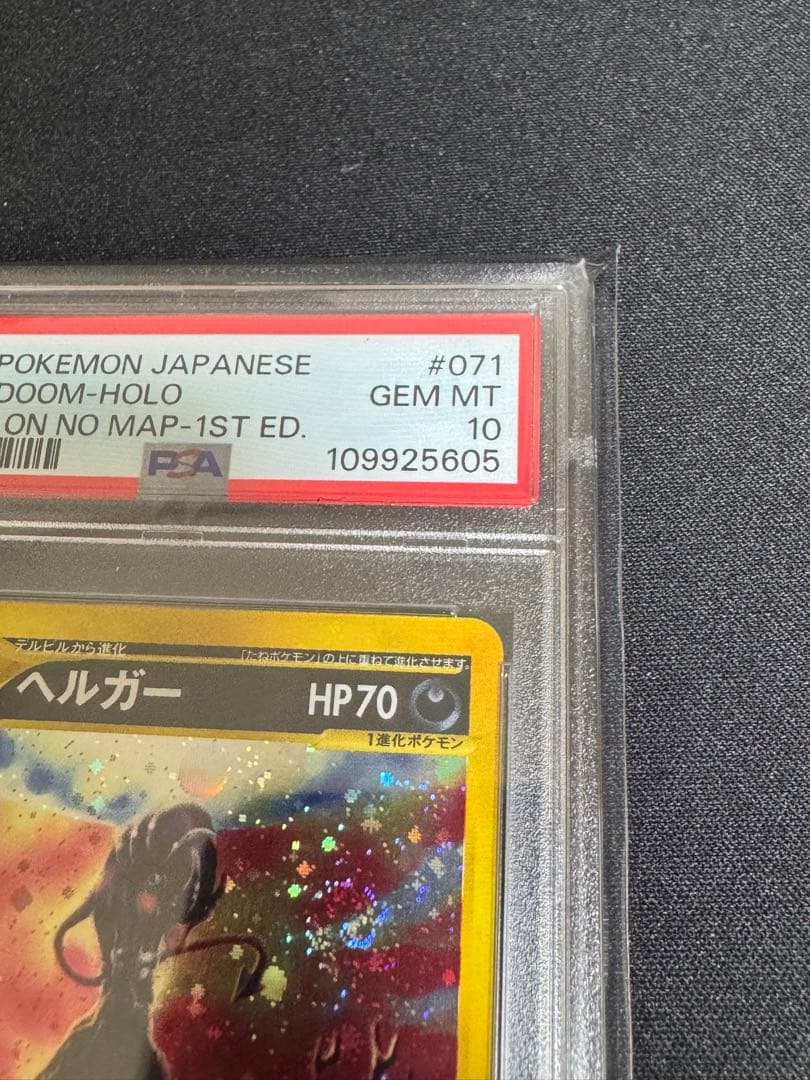 POKEMON JAPANESE #071
DOOM-HOLO GEM MT
ON NO MAP-1ST ED. 10
PSA 109925605
デルビルから進化 「たねポケモン」の上に重ねて進化させます。
ヘルガー HP70
1進化ポケモン